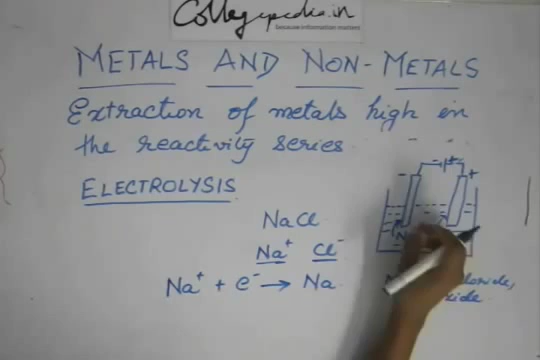 Collegepedia.in
because information matters
METALS AND NON-METALS
Extraction of metals high in
the reactivity series
ELECTROLYSIS
NaCl
Na⁺ Cl⁻
Na⁺ + e⁻ → Na